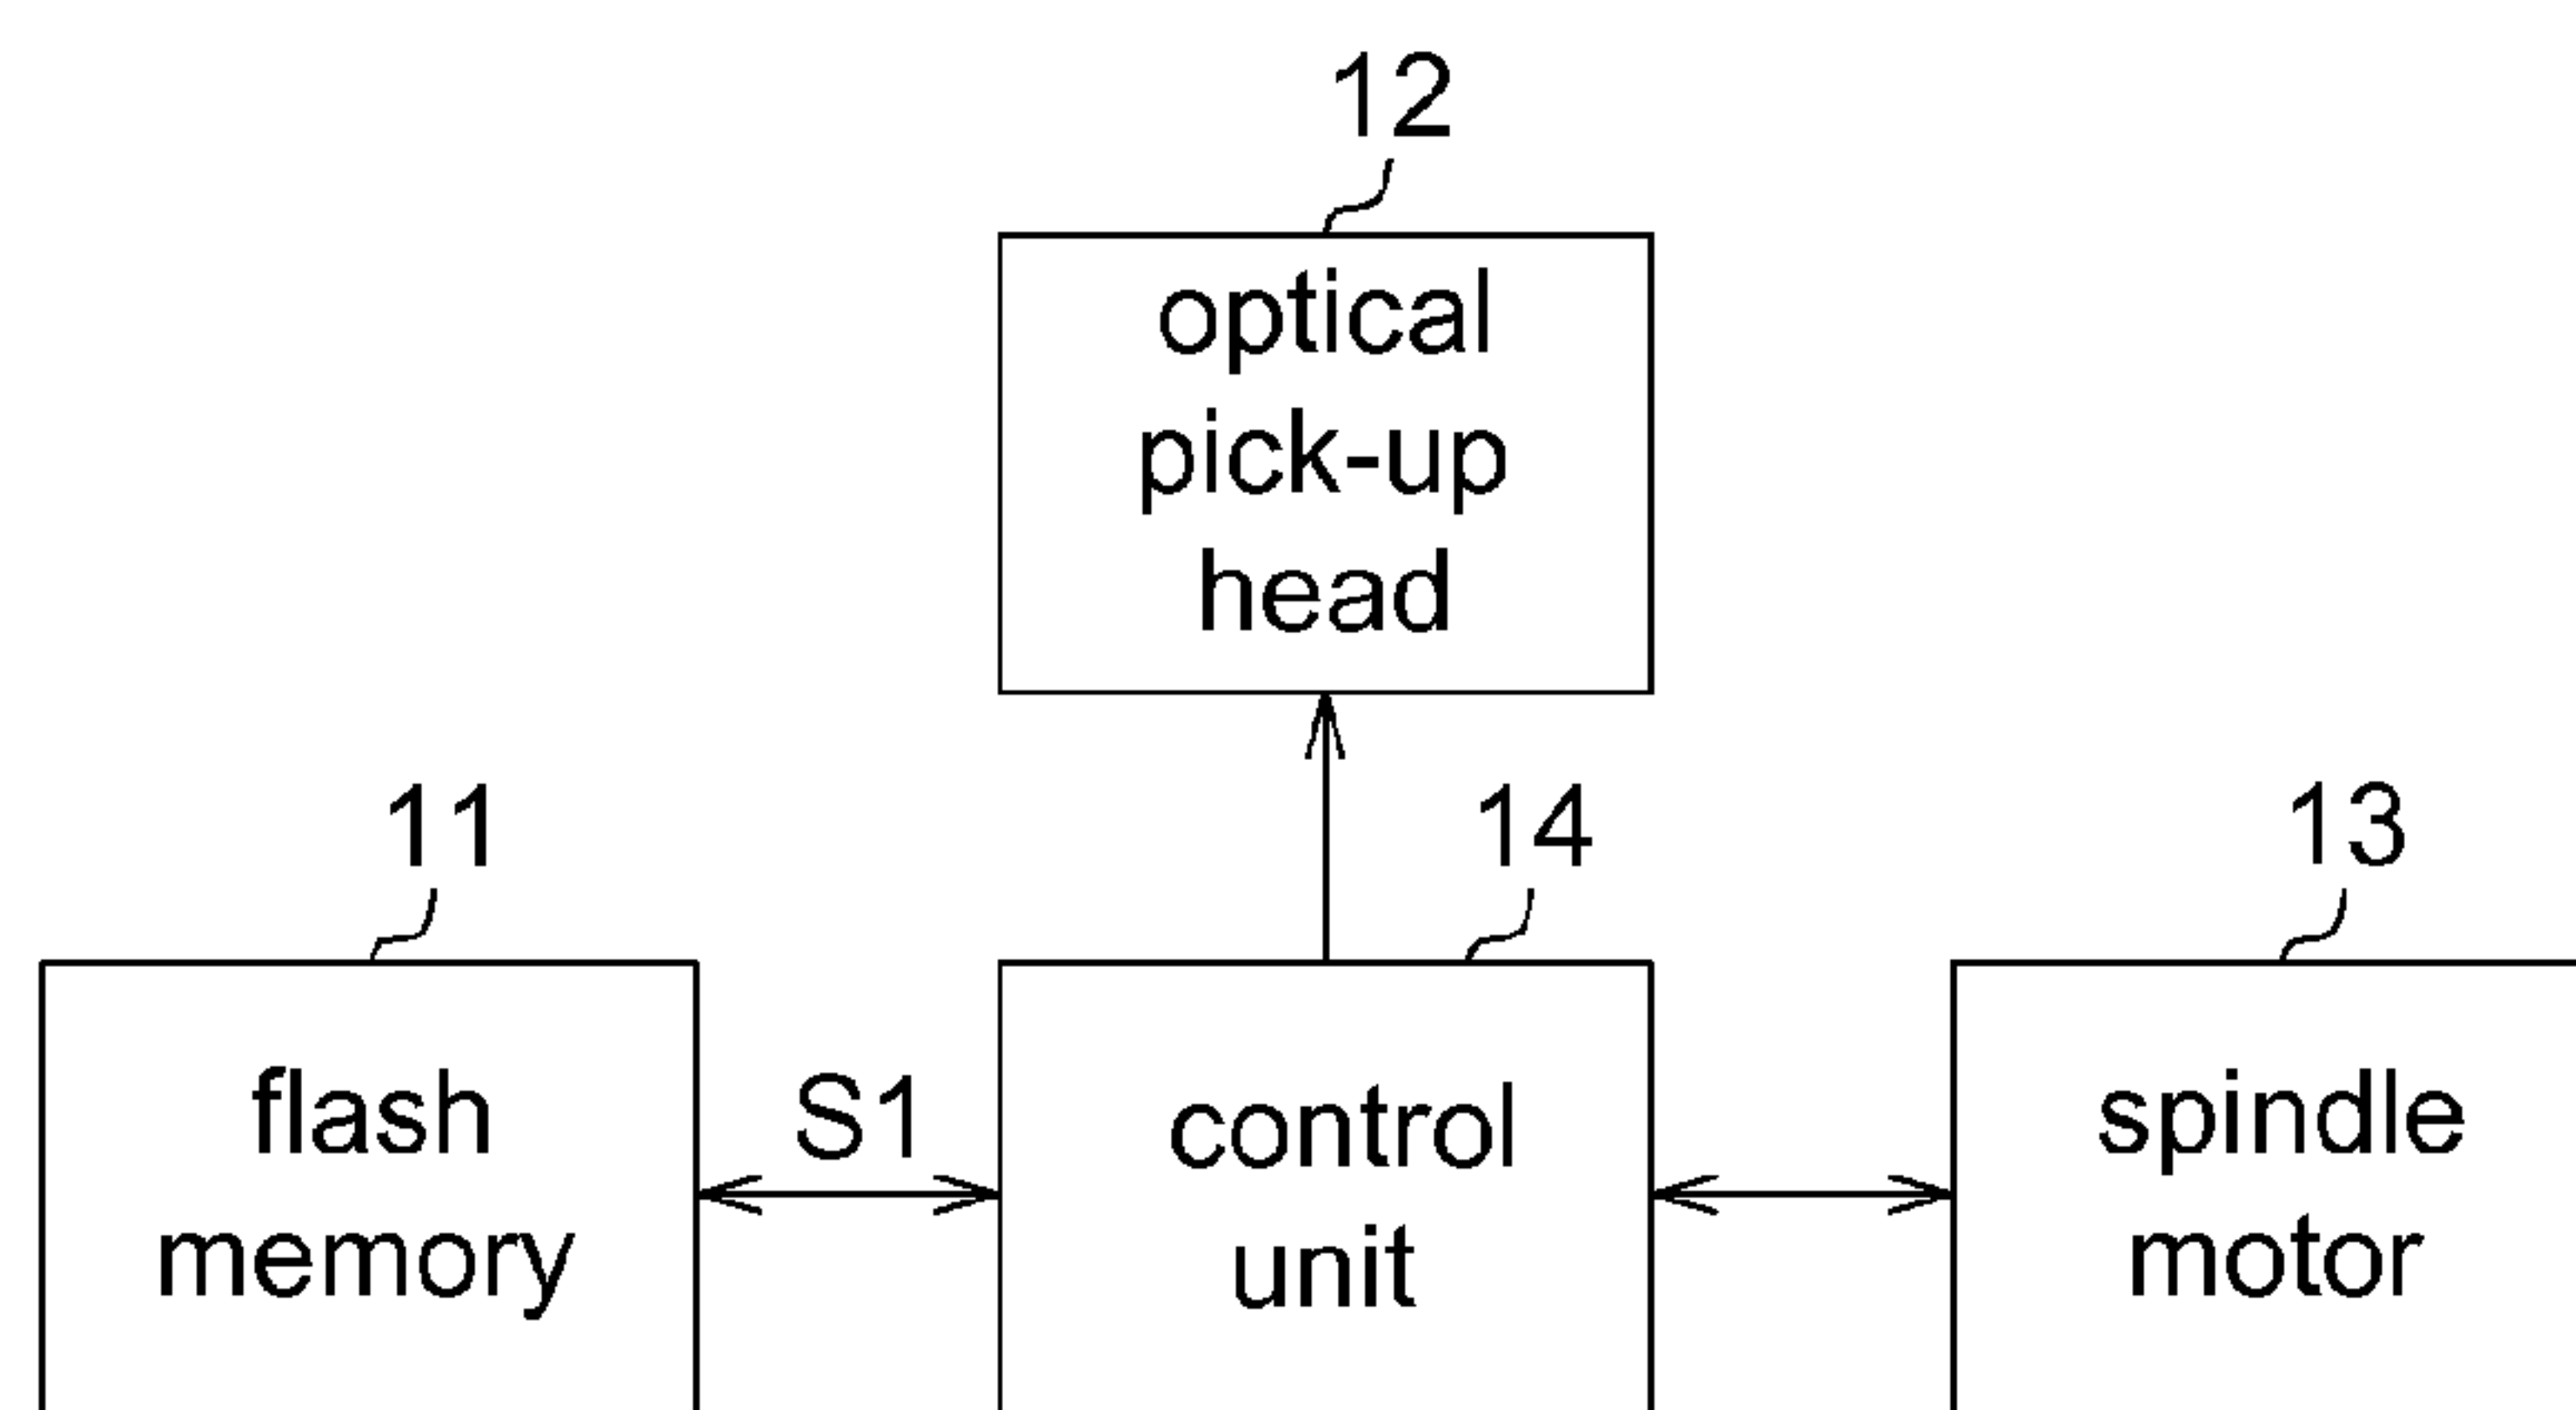 12
optical
pick-up
head
11
14
13
flash
memory
S1
control
unit
spindle
motor